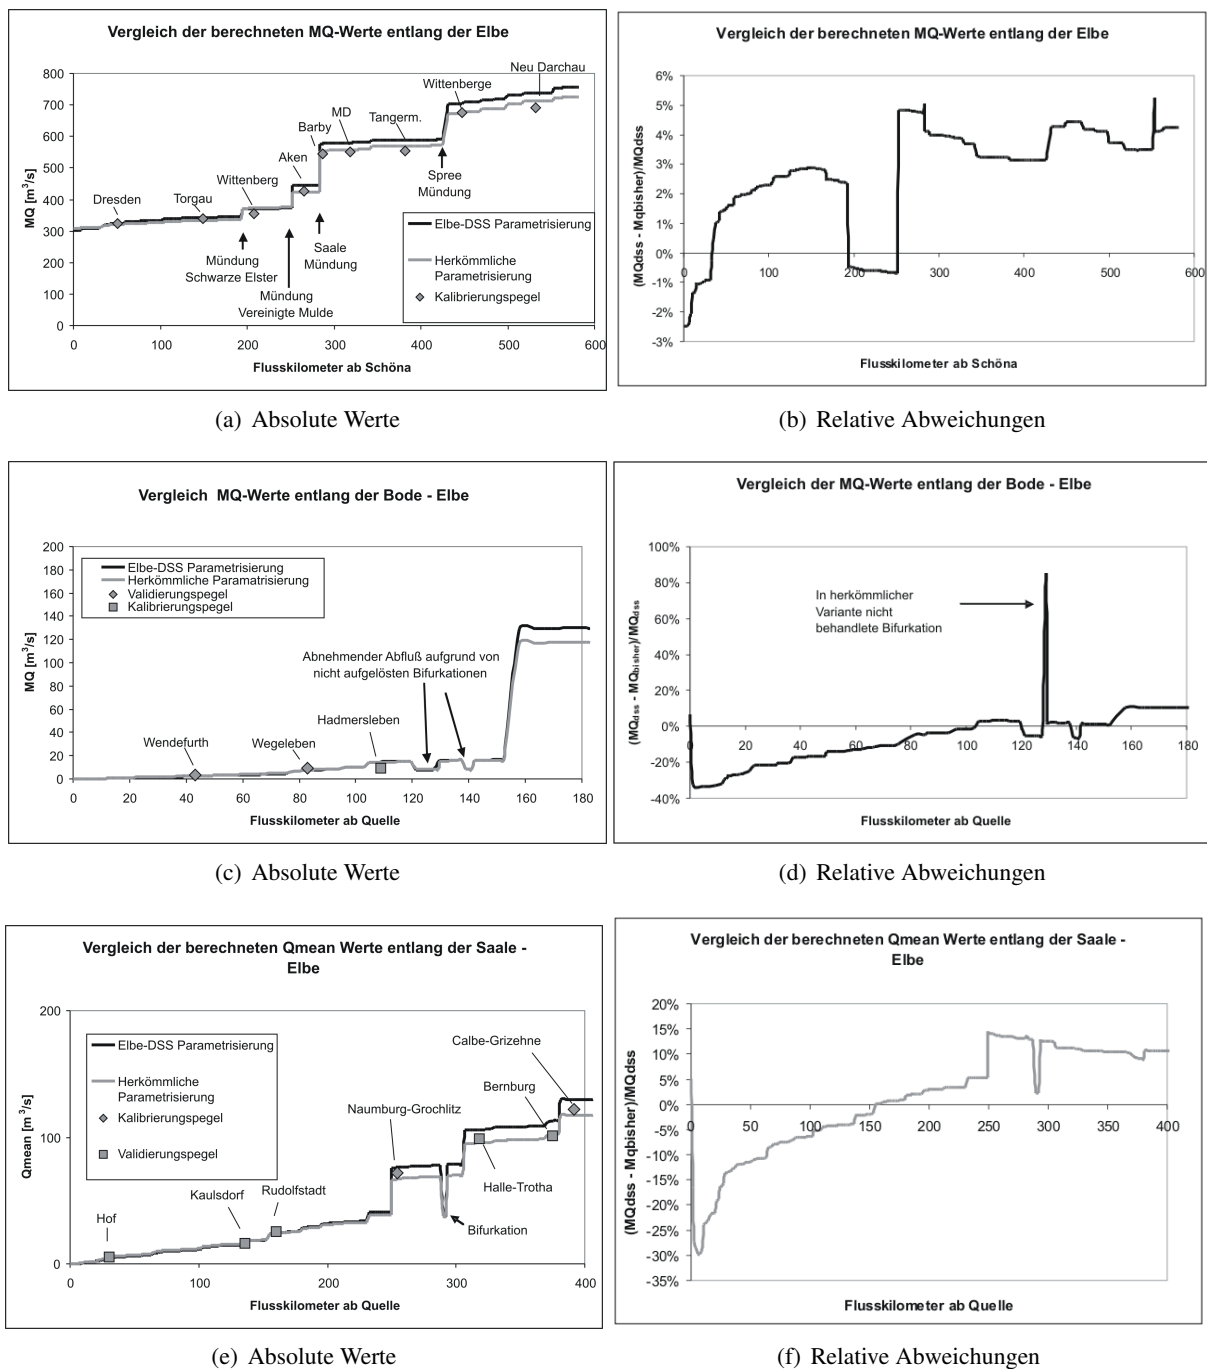 Vergleich der berechneten MQ-Werte entlang der Elbe
MQ [m³/s]
800
700
600
500
400
300
200
100
0
0 100 200 300 400 500 600
Dresden
Torgau
Wittenberg
Aken
Barby
MD
Tangerm.
Wittenberge
Neu Darchau
Mündung
Schwarze Elster
Mündung
Vereinigte Mulde
Saale
Mündung
Spree
Mündung
Elbe-DSS Parametrisierung
Herkömmliche
Parametrisierung
Kalibrierungspegel
Flusskilometer ab Schöna
(a) Absolute Werte
Vergleich der berechneten MQ-Werte entlang der Elbe
(MQdss - Mqbisher)/MQdss
6%
5%
4%
3%
2%
1%
0%
-1%
-2%
-3%
0 100 200 300 400 500 600
Flusskilometer ab Schöna
(b) Relative Abweichungen
Vergleich MQ-Werte entlang der Bode - Elbe
MQ [m³/s]
200
180
160
140
120
100
80
60
40
20
0
0 20 40 60 80 100 120 140 160 180
Elbe-DSS Parametrisierung
Herkömmliche Paramatrisierung
Validierungspegel
Kalibrierungspegel
Abnehmender Abfluß aufgrund von
nicht aufgelösten Bifurkationen
Hadmersleben
Wendefurth
Wegeleben
Flusskilometer ab Quelle
(c) Absolute Werte
Vergleich der MQ-Werte entlang der Bode - Elbe
(MQdss - MQbisher)/MQdss
100%
80%
60%
40%
20%
0%
-20%
-40%
0 20 40 60 80 100 120 140 160 180
In herkömmlicher
Variante nicht
behandlete Bifurkation
Flusskilometer ab Quelle
(d) Relative Abweichungen
Vergleich der berechneten Qmean Werte entlang der Saale -
Elbe
Qmean [m³/s]
200
100
0
0 100 200 300 400
Elbe-DSS Parametrisierung
Herkömmliche
Parametrisierung
Kalibrierungspegel
Validierungspegel
Calbe-Grizehne
Bernburg
Naumburg-Grochlitz
Halle-Trotha
Kaulsdorf
Rudolfstadt
Hof
Bifurkation
Flusskilometer ab Quelle
(e) Absolute Werte
Vergleich der berechneten Qmean Werte entlang der Saale -
Elbe
(MQdss - Mqbisher)/MQdss
20%
15%
10%
5%
0%
-5%
-10%
-15%
-20%
-25%
-30%
-35%
0 50 100 150 200 250 300 350 400
Flusskilometer ab Quelle
(f) Relative Abweichungen